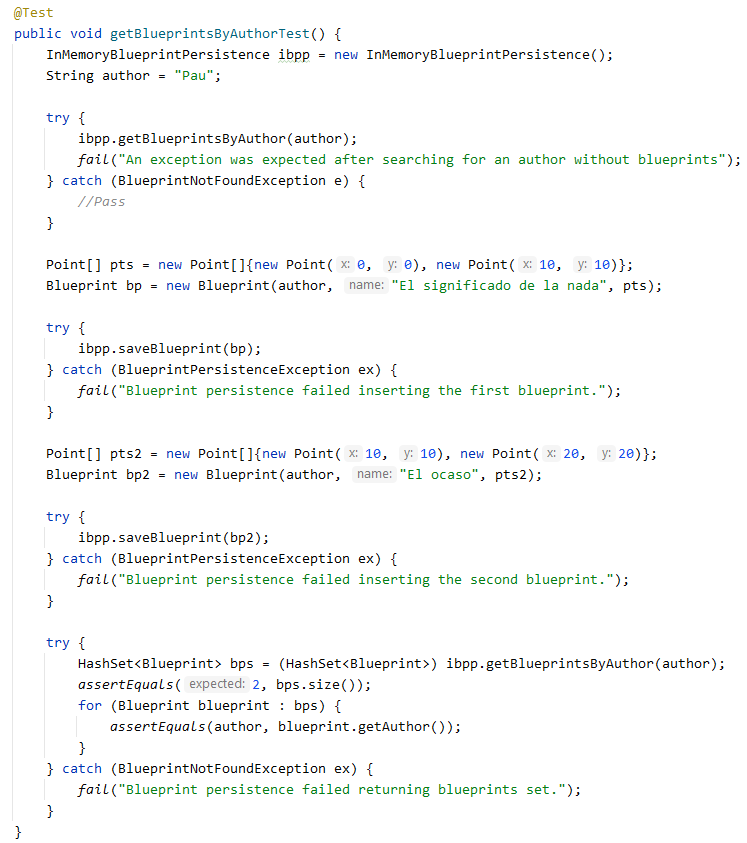 @Test
public void getBlueprintsByAuthorTest() {
    InMemoryBlueprintPersistence ibpp = new InMemoryBlueprintPersistence();
    String author = "Pau";

    try {
        ibpp.getBlueprintsByAuthor(author);
        fail("An exception was expected after searching for an author without blueprints");
    } catch (BlueprintNotFoundException e) {
        //Pass
    }

    Point[] pts = new Point[]{new Point( x: 0, y: 0), new Point( x: 10, y: 10)};
    Blueprint bp = new Blueprint(author, name: "El significado de la nada", pts);

    try {
        ibpp.saveBlueprint(bp);
    } catch (BlueprintPersistenceException ex) {
        fail("Blueprint persistence failed inserting the first blueprint.");
    }

    Point[] pts2 = new Point[]{new Point( x: 10, y: 10), new Point( x: 20, y: 20)};
    Blueprint bp2 = new Blueprint(author, name: "El ocaso", pts2);

    try {
        ibpp.saveBlueprint(bp2);
    } catch (BlueprintPersistenceException ex) {
        fail("Blueprint persistence failed inserting the second blueprint.");
    }

    try {
        HashSet<Blueprint> bps = (HashSet<Blueprint>) ibpp.getBlueprintsByAuthor(author);
        assertEquals( expected: 2, bps.size());
        for (Blueprint blueprint : bps) {
            assertEquals(author, blueprint.getAuthor());
        }
    } catch (BlueprintNotFoundException ex) {
        fail("Blueprint persistence failed returning blueprints set.");
    }
}